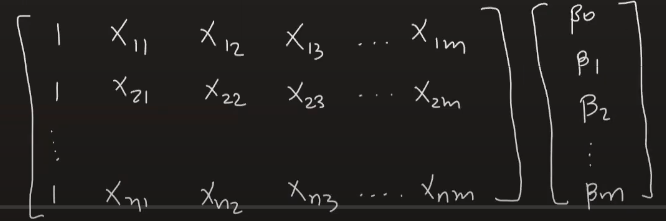 1 X₁₁ X₁₂ X₁₃ ... X₁ₘ β₀
β₁
1 X₂₁ X₂₂ X₂₃ ... X₂ₘ
β₂
⋮ ⋮
1 Xₙ₁ Xₙ₂ Xₙ₃ .... Xₙₘ βₘ